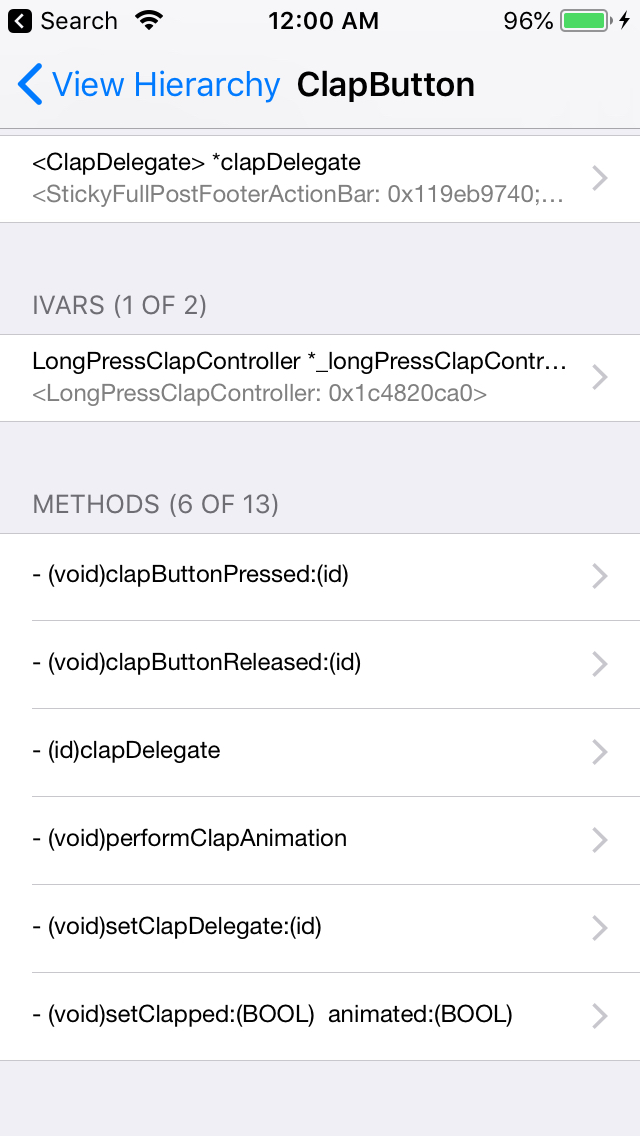 Search 12:00 AM 96%
View Hierarchy ClapButton
<ClapDelegate> *clapDelegate
<StickyFullPostFooterActionBar: 0x119eb9740;...
IVARS (1 OF 2)
LongPressClapController *_longPressClapContr...
<LongPressClapController: 0x1c4820ca0>
METHODS (6 OF 13)
- (void)clapButtonPressed:(id)
- (void)clapButtonReleased:(id)
- (id)clapDelegate
- (void)performClapAnimation
- (void)setClapDelegate:(id)
- (void)setClapped:(BOOL)  animated:(BOOL)